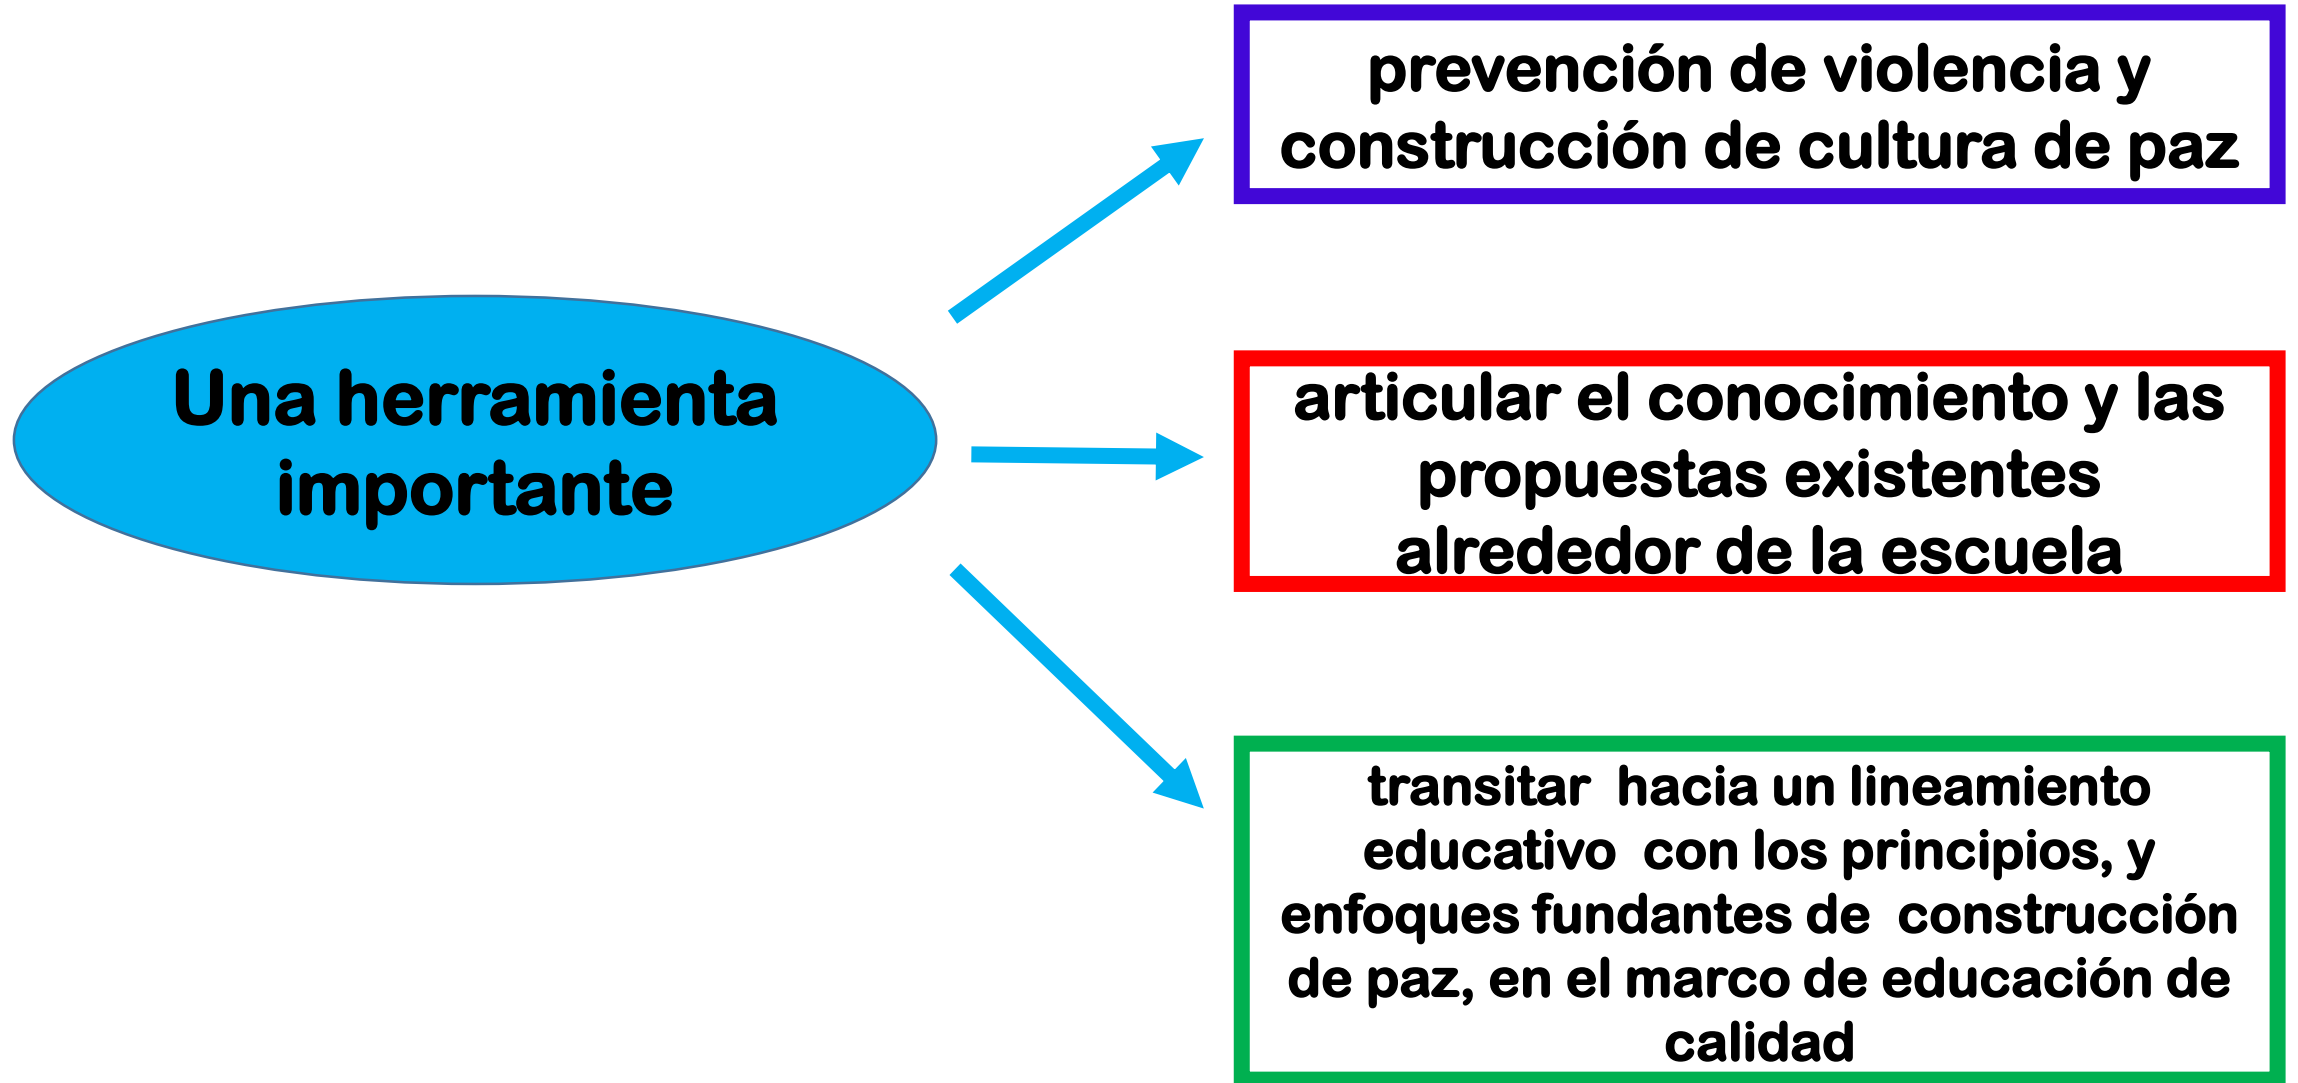 prevención de violencia y
construcción de cultura de paz
Una herramienta
importante
articular el conocimiento y las
propuestas existentes
alrededor de la escuela
transitar  hacia un lineamiento
educativo  con los principios, y
enfoques fundantes de  construcción
de paz, en el marco de educación de
calidad